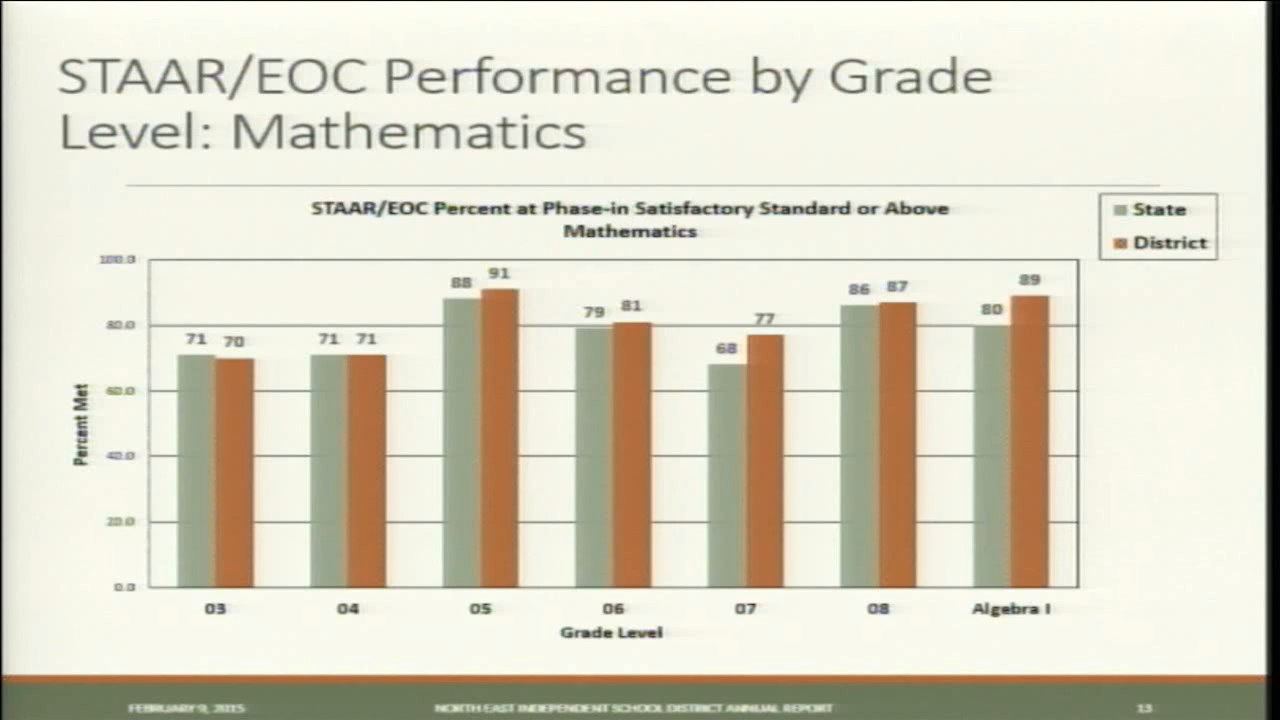 STAAR/EOC Performance by Grade
Level: Mathematics
STAAR/EOC Percent at Phase-in Satisfactory Standard or Above
Mathematics
State
District
100.0
80.0
60.0
40.0
20.0
0.0
Percent Met
71 70
71 71
88 91
79 81
68 77
86 87
80 89
03 04 05 06 07 08 Algebra I
Grade Level
FEBRUARY 9, 2015 NORTH EAST INDEPENDENT SCHOOL DISTRICT ANNUAL REPORT 13